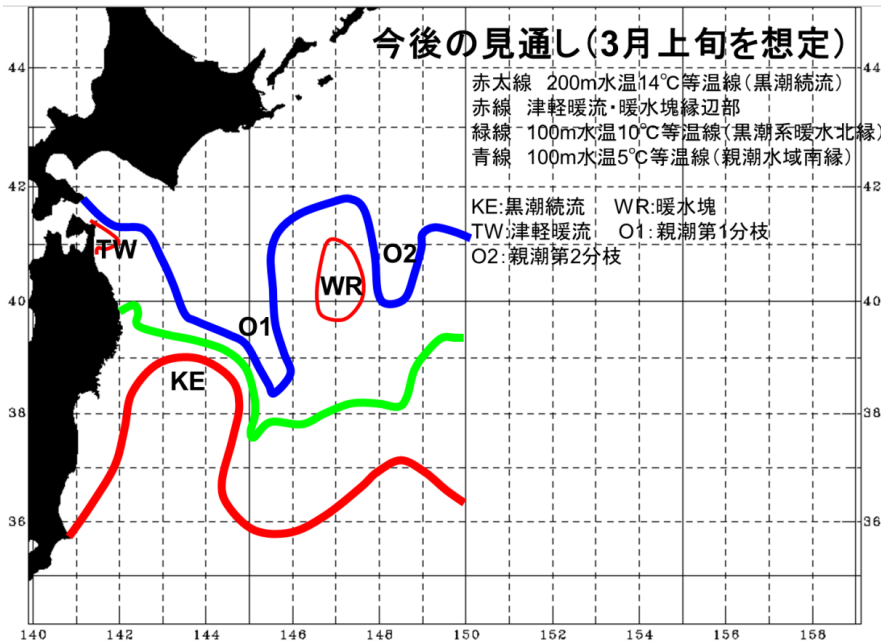 今後の見通し(3月上旬を想定)
赤太線 200m水温14℃等温線(黒潮続流)
赤線 津軽暖流・暖水塊縁辺部
緑線 100m水温10℃等温線(黒潮系暖水北縁)
青線 100m水温5℃等温線(親潮水域南縁)
KE:黒潮続流 WR:暖水塊
TW:津軽暖流 O1:親潮第1分枝
O2:親潮第2分枝
44 44
42 42
TW
O2
WR
40 40
O1
KE
38 38
36 36
140 142 144 146 148 150 152 154 156 158